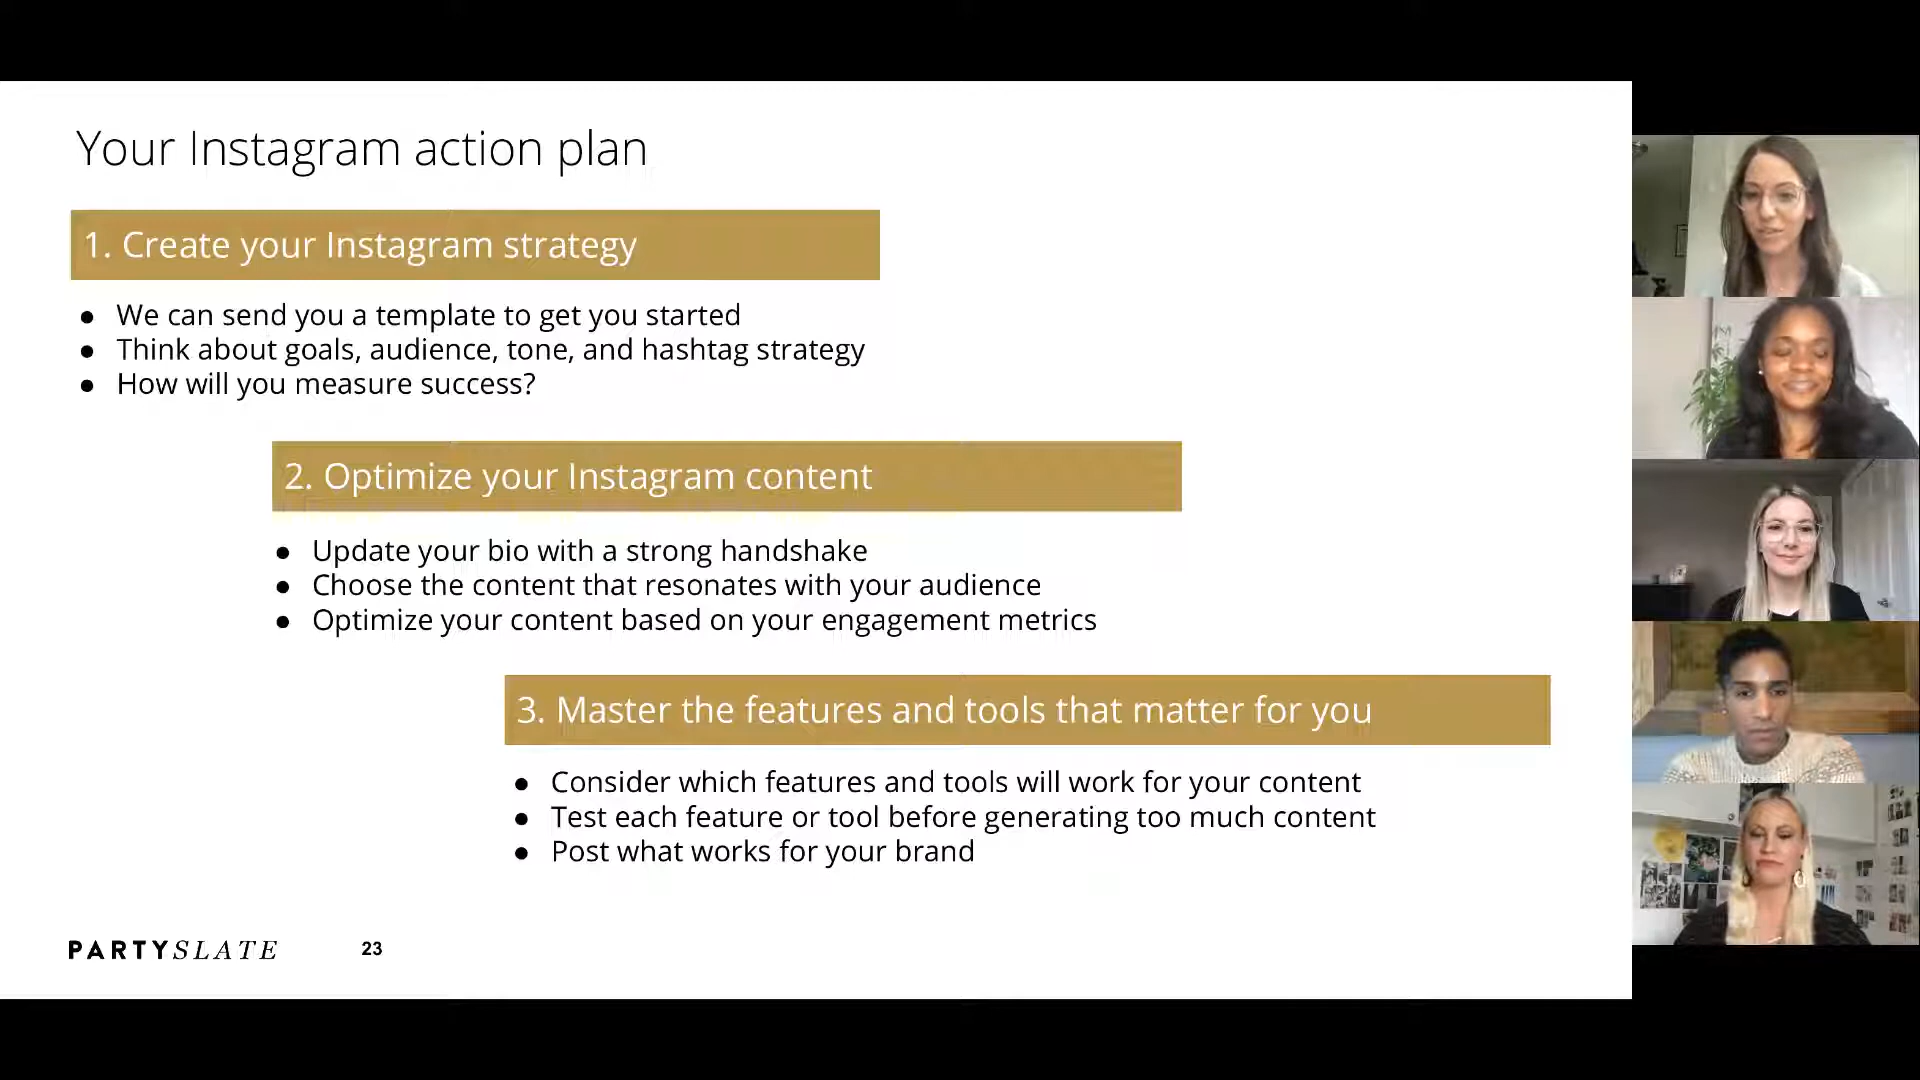 Your Instagram action plan
1. Create your Instagram strategy
● We can send you a template to get you started
● Think about goals, audience, tone, and hashtag strategy
● How will you measure success?
2. Optimize your Instagram content
● Update your bio with a strong handshake
● Choose the content that resonates with your audience
● Optimize your content based on your engagement metrics
3. Master the features and tools that matter for you
● Consider which features and tools will work for your content
● Test each feature or tool before generating too much content
● Post what works for your brand
PARTYSLATE 23